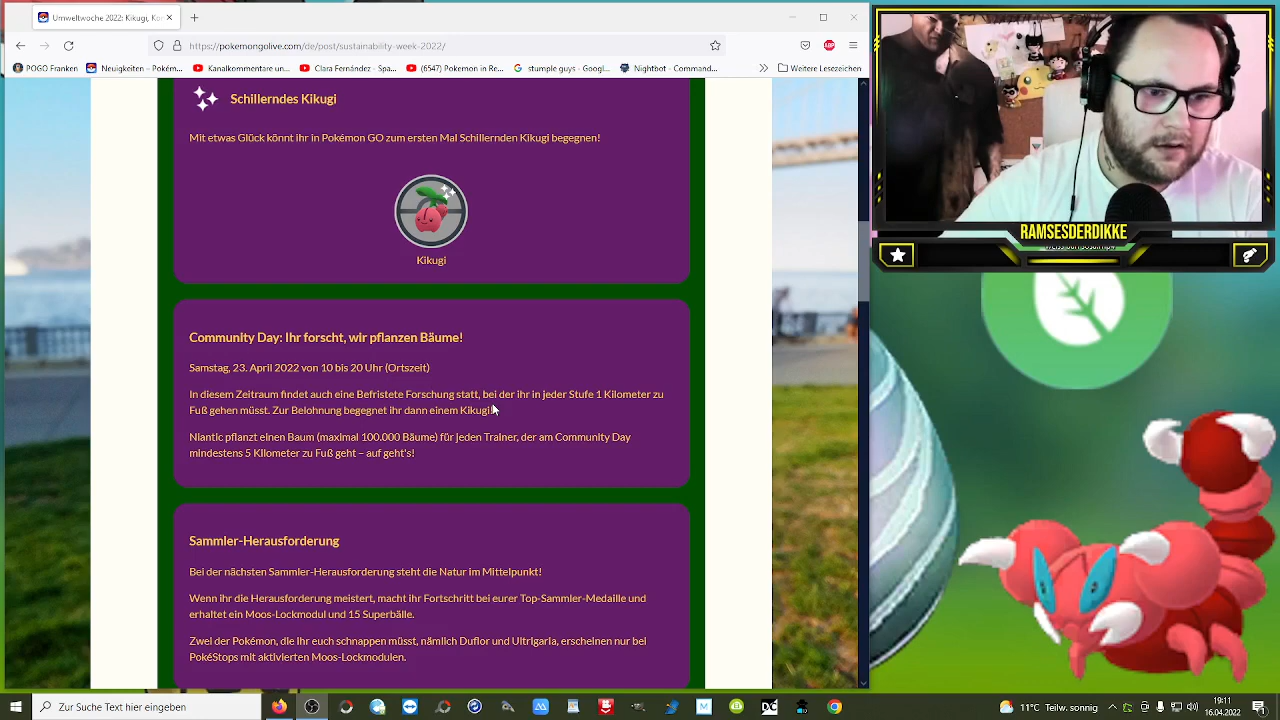 Umweltwoche 2022: Kikugi, Ko
https://pokemongolive.com/de/post/sustainability-week-2022/
POGO Franken
Neuigkeiten – Pokém...
Kanalkommentare un...
ClipGrabbenZ - S...
(6547) Pokemon in Re...
stumple guys - Googl...
Nightbot - Command...
Weitere Lesezeichen
Schillerndes Kikugi
Mit etwas Glück könnt ihr in Pokémon GO zum ersten Mal Schillernden Kikugi begegnen!
Kikugi
Community Day: Ihr forscht, wir pflanzen Bäume!
Samstag, 23. April 2022 von 10 bis 20 Uhr (Ortszeit)
In diesem Zeitraum findet auch eine Befristete Forschung statt, bei der ihr in jeder Stufe 1 Kilometer zu
Fuß gehen müsst. Zur Belohnung begegnet ihr dann einem Kikugi!
Niantic pflanzt einen Baum (maximal 100.000 Bäume) für jeden Trainer, der am Community Day
mindestens 5 Kilometer zu Fuß geht – auf geht's!
Sammler-Herausforderung
Bei der nächsten Sammler-Herausforderung steht die Natur im Mittelpunkt!
Wenn ihr die Herausforderung meistert, macht ihr Fortschritt bei eurer Top-Sammler-Medaille und
erhaltet ein Moos-Lockmodul und 15 Superbälle.
Zwei der Pokémon, die ihr euch schnappen müsst, nämlich Duflor und Ultrigaria, erscheinen nur bei
PokéStops mit aktivierten Moos-Lockmodulen.
RAMSESDERDIKKE
Zur Suche Text hier eingeben
11°C Teilw. sonnig
19:11
16.04.2022